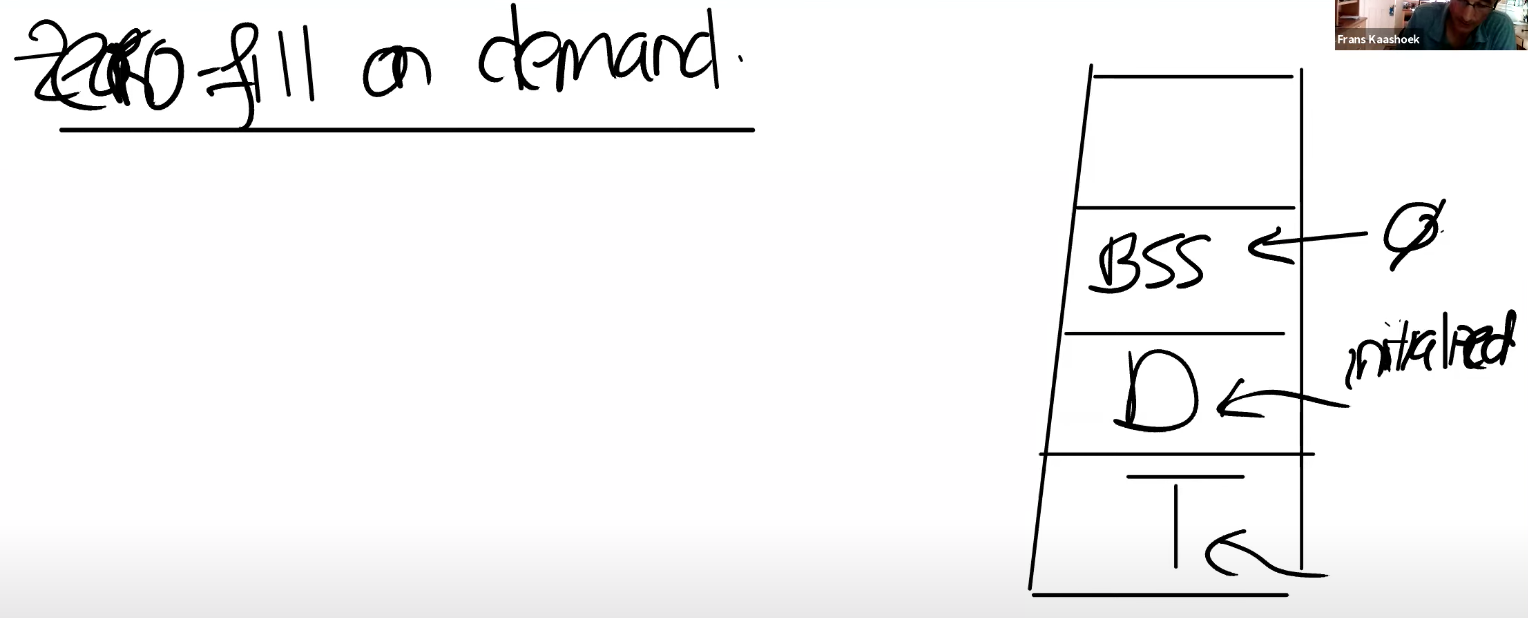 zero-fill on demand.
Frans Kaashoek
BSS ← Ø
initialized
D ←
T ←